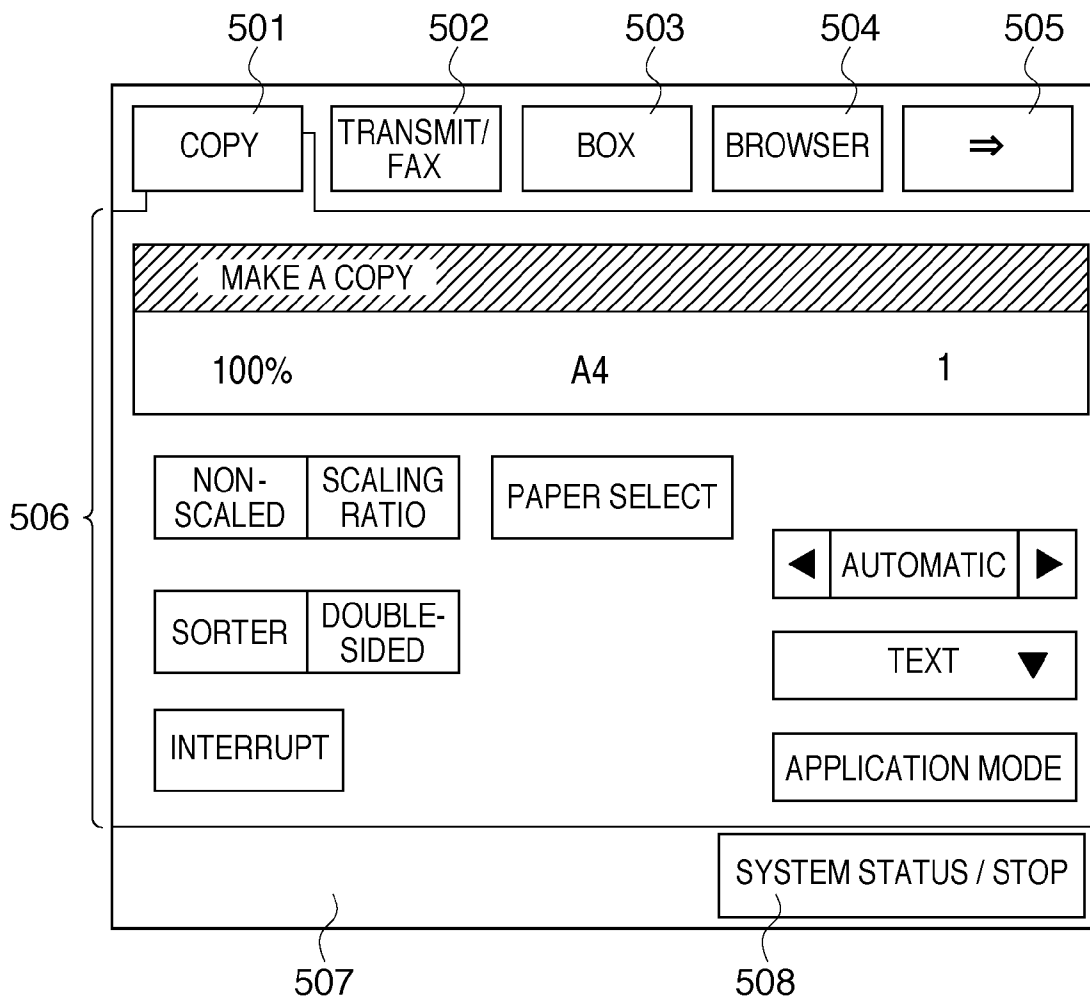 501 502 503 504 505
COPY
TRANSMIT/
FAX
BOX
BROWSER
⇒
MAKE A COPY
100% A4 1
506
NON-
SCALED
SCALING
RATIO
PAPER SELECT
◀ AUTOMATIC ▶
SORTER
DOUBLE-
SIDED
TEXT ▼
INTERRUPT
APPLICATION MODE
SYSTEM STATUS / STOP
507 508